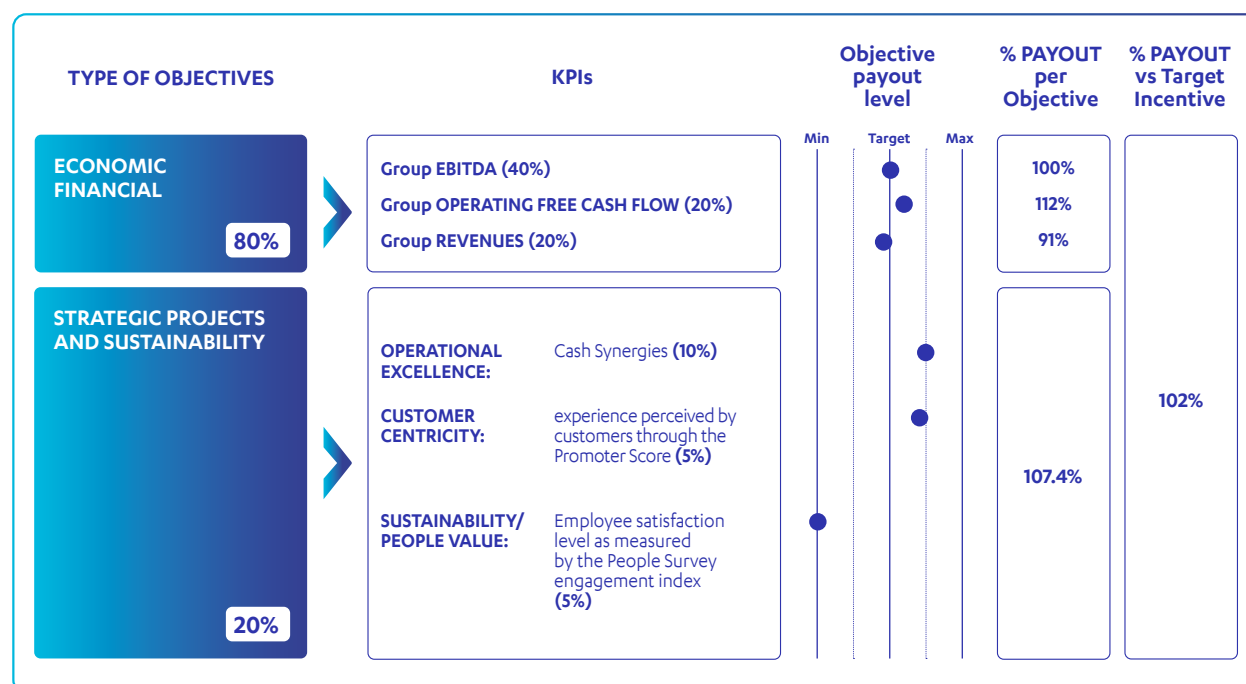 TYPE OF OBJECTIVES
KPIs
Objective
payout
level
% PAYOUT
per
Objective
% PAYOUT
vs Target
Incentive
Min
Target
Max
ECONOMIC
FINANCIAL
80%
Group EBITDA (40%)
100%
Group OPERATING FREE CASH FLOW (20%)
112%
Group REVENUES (20%)
91%
STRATEGIC PROJECTS
AND SUSTAINABILITY
20%
OPERATIONAL
EXCELLENCE:
Cash Synergies (10%)
CUSTOMER
CENTRICITY:
experience perceived by
customers through the
Promoter Score (5%)
SUSTAINABILITY/
PEOPLE VALUE:
Employee satisfaction
level as measured
by the People Survey
engagement index
(5%)
107.4%
102%